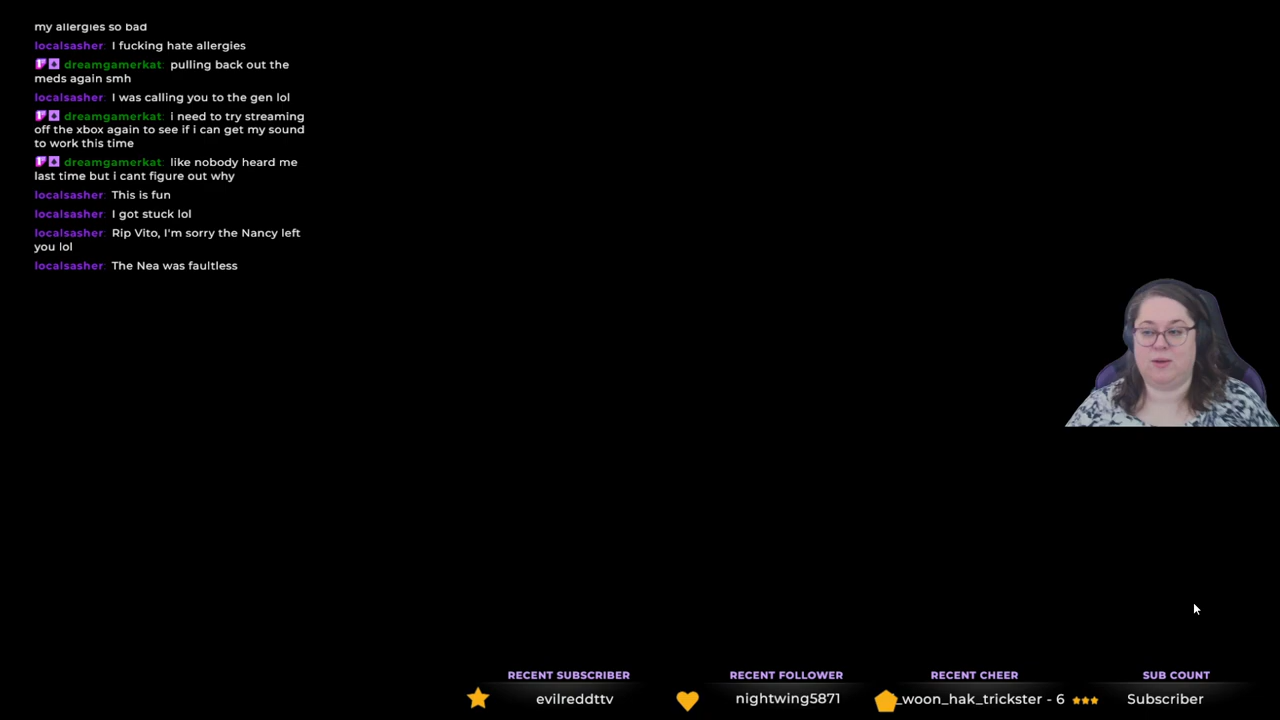 my allergies so bad
localsasher: I fucking hate allergies
dreamgamerkat: pulling back out the
meds again smh
localsasher: I was calling you to the gen lol
dreamgamerkat: i need to try streaming
off the xbox again to see if i can get my sound
to work this time
dreamgamerkat: like nobody heard me
last time but i cant figure out why
localsasher: This is fun
localsasher: I got stuck lol
localsasher: Rip Vito, I'm sorry the Nancy left
you lol
localsasher: The Nea was faultless
RECENT SUBSCRIBER
evilreddttv
RECENT FOLLOWER
nightwing5871
RECENT CHEER
_woon_hak_trickster - 6
SUB COUNT
Subscriber